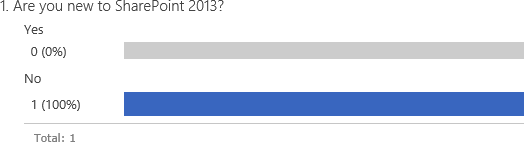 1. Are you new to SharePoint 2013?
Yes
0 (0%)
No
1 (100%)
Total: 1